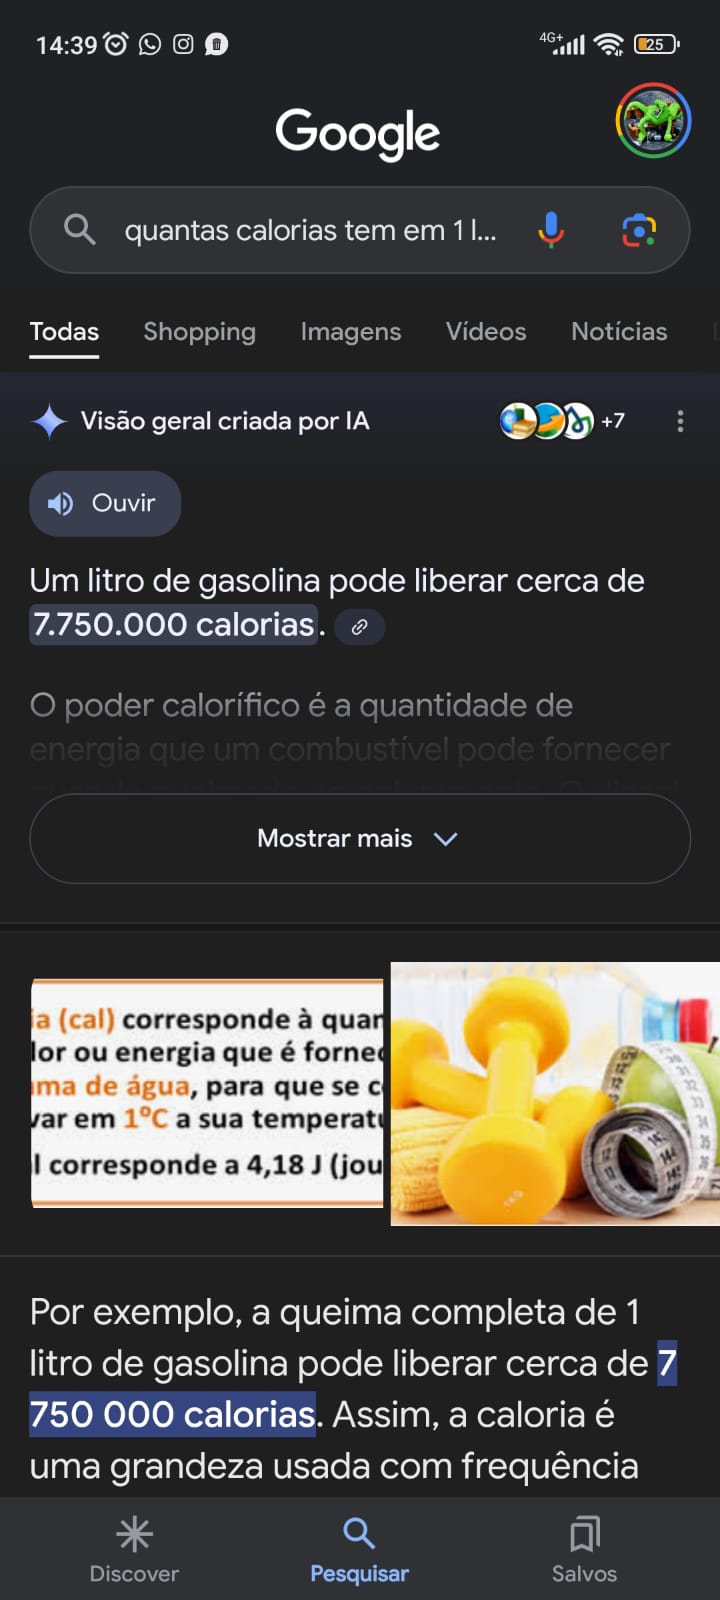 14:39
4G+
25
Google
quantas calorias tem em 1 l...
Todas Shopping Imagens Vídeos Notícias
Visão geral criada por IA +7
Ouvir
Um litro de gasolina pode liberar cerca de
7.750.000 calorias.
O poder calorífico é a quantidade de
energia que um combustível pode fornecer
Mostrar mais
ia (cal) corresponde à quan
lor ou energia que é fornec
ma de água, para que se c
var em 1°C a sua temperatu
l corresponde a 4,18 J (jou
Por exemplo, a queima completa de 1
litro de gasolina pode liberar cerca de 7
750 000 calorias. Assim, a caloria é
uma grandeza usada com frequência
Discover Pesquisar Salvos